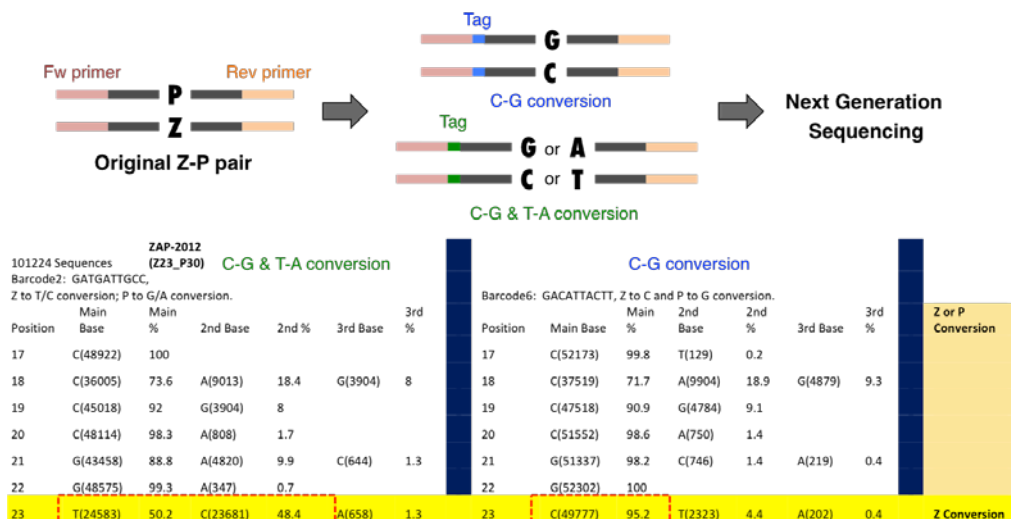 Tag
G
C
C-G conversion
Fw primer
Rev primer
P
Z
Original Z-P pair
Tag
G or A
C or T
C-G & T-A conversion
Next Generation
Sequencing
ZAP-2012
101224 Sequences (Z23_P30) C-G & T-A conversion
Barcode2: GATGATTGCC,
Z to T/C conversion; P to G/A conversion.
Main Main 3rd
Position Base % 2nd Base 2nd % 3rd Base %
17 C(48922) 100
18 C(36005) 73.6 A(9013) 18.4 G(3904) 8
19 C(45018) 92 G(3904) 8
20 C(48114) 98.3 A(808) 1.7
21 G(43458) 88.8 A(4820) 9.9 C(644) 1.3
22 G(48575) 99.3 A(347) 0.7
23 T(24583) 50.2 C(23681) 48.4 A(658) 1.3
C-G conversion
Barcode6: GACATTACTT, Z to C and P to G conversion.
Main 2nd 2nd 3rd
Position Main Base % Base % 3rd Base %
17 C(52173) 99.8 T(129) 0.2
18 C(37519) 71.7 A(9904) 18.9 G(4879) 9.3
19 C(47518) 90.9 G(4784) 9.1
20 C(51552) 98.6 A(750) 1.4
21 G(51337) 98.2 C(746) 1.4 A(219) 0.4
22 G(52302) 100
23 C(49777) 95.2 T(2323) 4.4 A(202) 0.4
Z or P
Conversion
Z Conversion